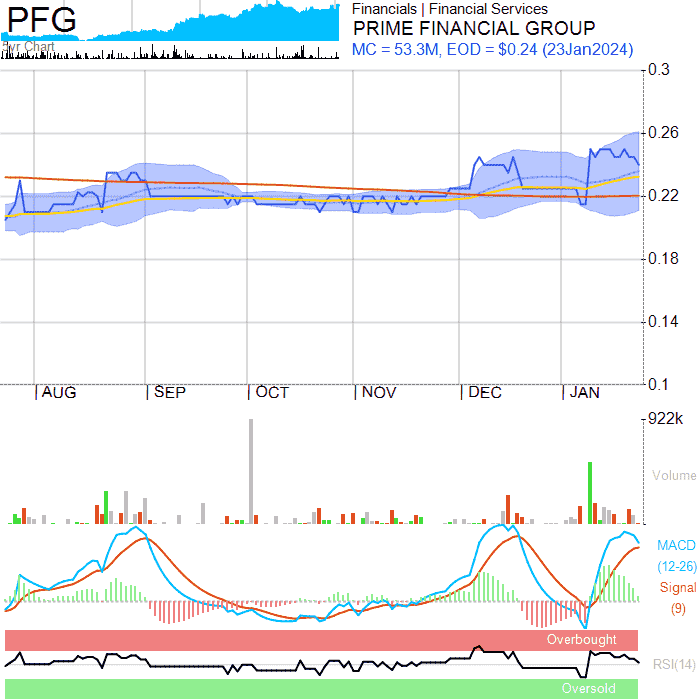 PFG
5yr Chart
Financials | Financial Services
PRIME FINANCIAL GROUP
MC = 53.3M, EOD = $0.24 (23Jan2024)
0.3
0.26
0.22
0.18
0.14
0.1
AUG SEP OCT NOV DEC JAN
922k
Volume
MACD
(12-26)
Signal
(9)
Overbought
RSI(14)
Oversold